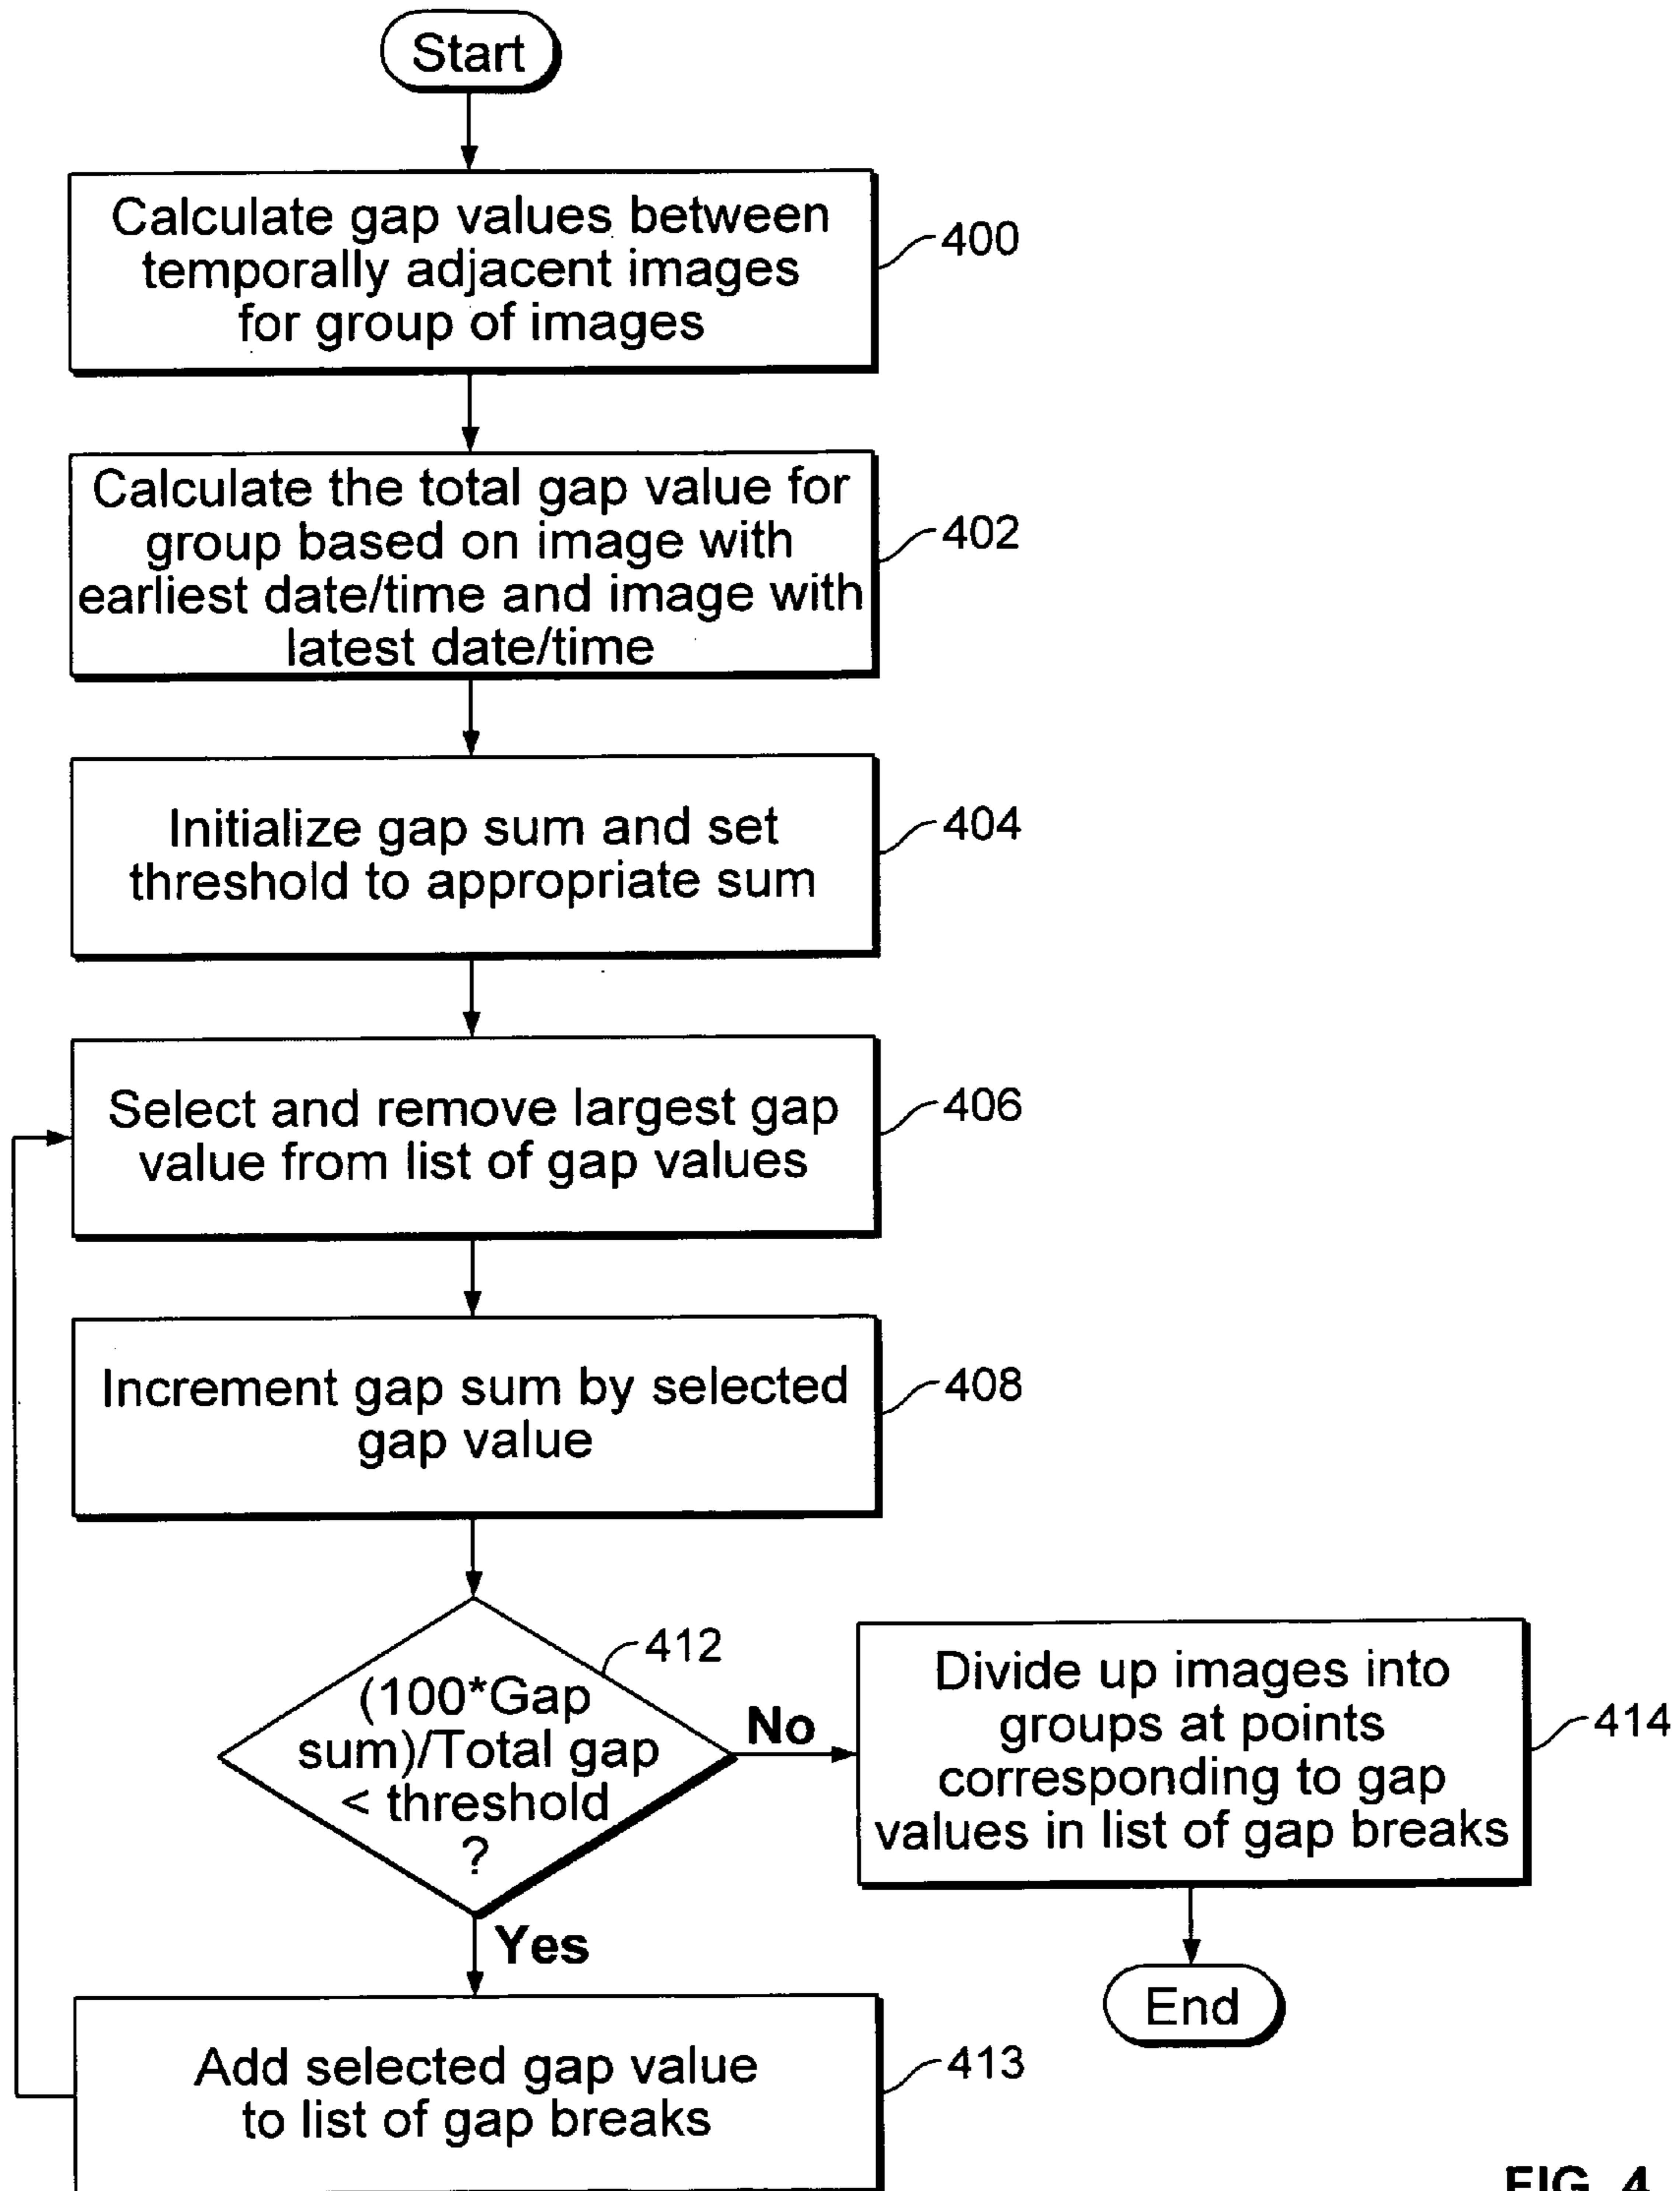 Start
Calculate gap values between
temporally adjacent images
for group of images
400
Calculate the total gap value for
group based on image with
earliest date/time and image with
latest date/time
402
Initialize gap sum and set
threshold to appropriate sum
404
Select and remove largest gap
value from list of gap values
406
Increment gap sum by selected
gap value
408
412
(100*Gap
sum)/Total gap
< threshold
?
No
Divide up images into
groups at points
corresponding to gap
values in list of gap breaks
414
Yes
End
Add selected gap value
to list of gap breaks
413
FIG. 4